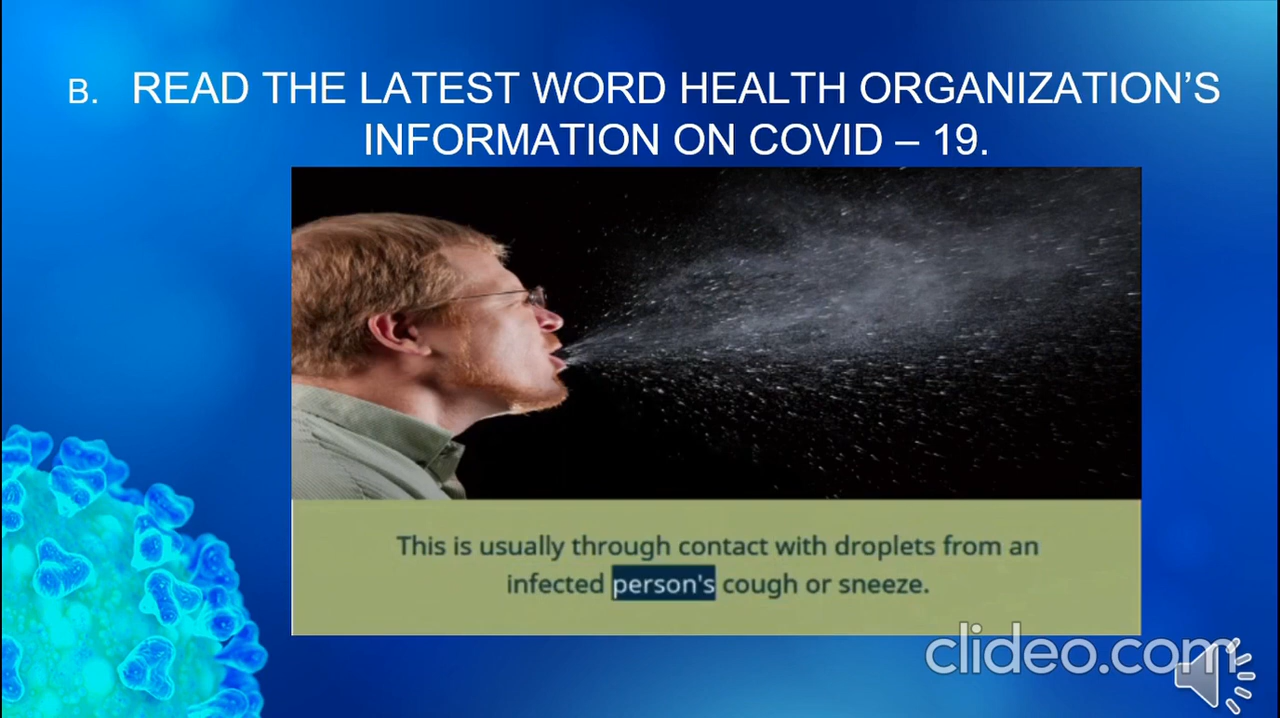 B. READ THE LATEST WORD HEALTH ORGANIZATION’S
INFORMATION ON COVID – 19.
This is usually through contact with droplets from an
infected person's cough or sneeze.
clideo.com